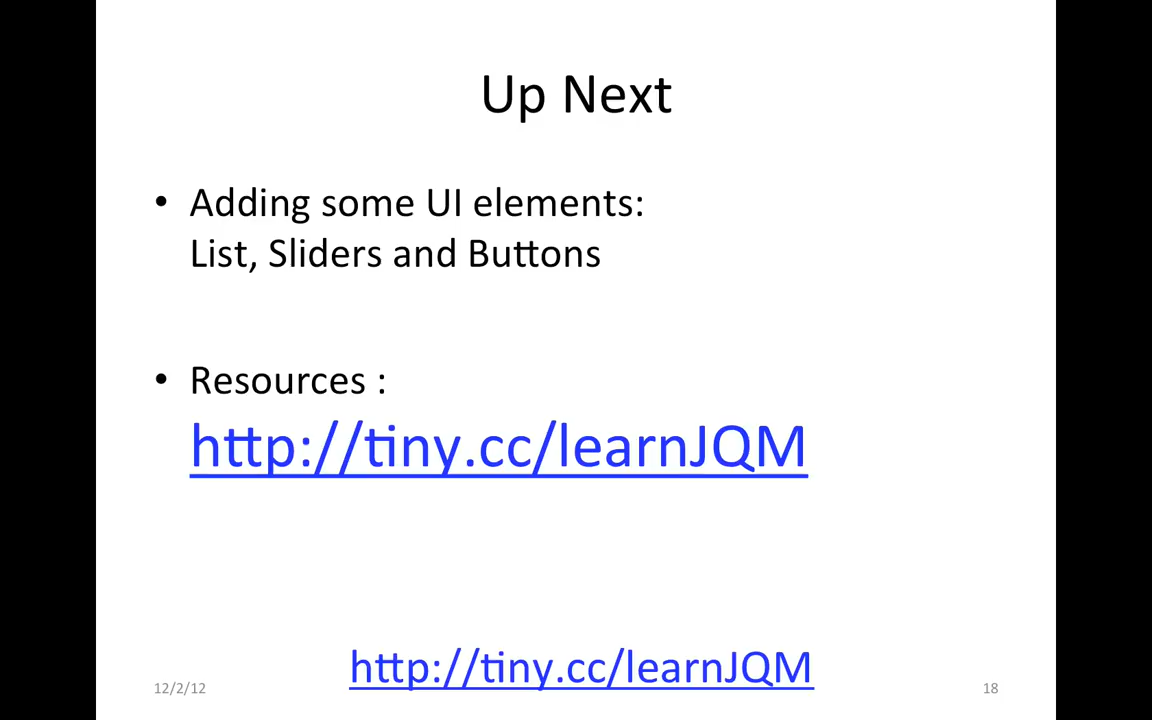 Up Next
• Adding some UI elements:
List, Sliders and Buttons
• Resources :
http://tiny.cc/learnJQM
12/2/12
http://tiny.cc/learnJQM
18